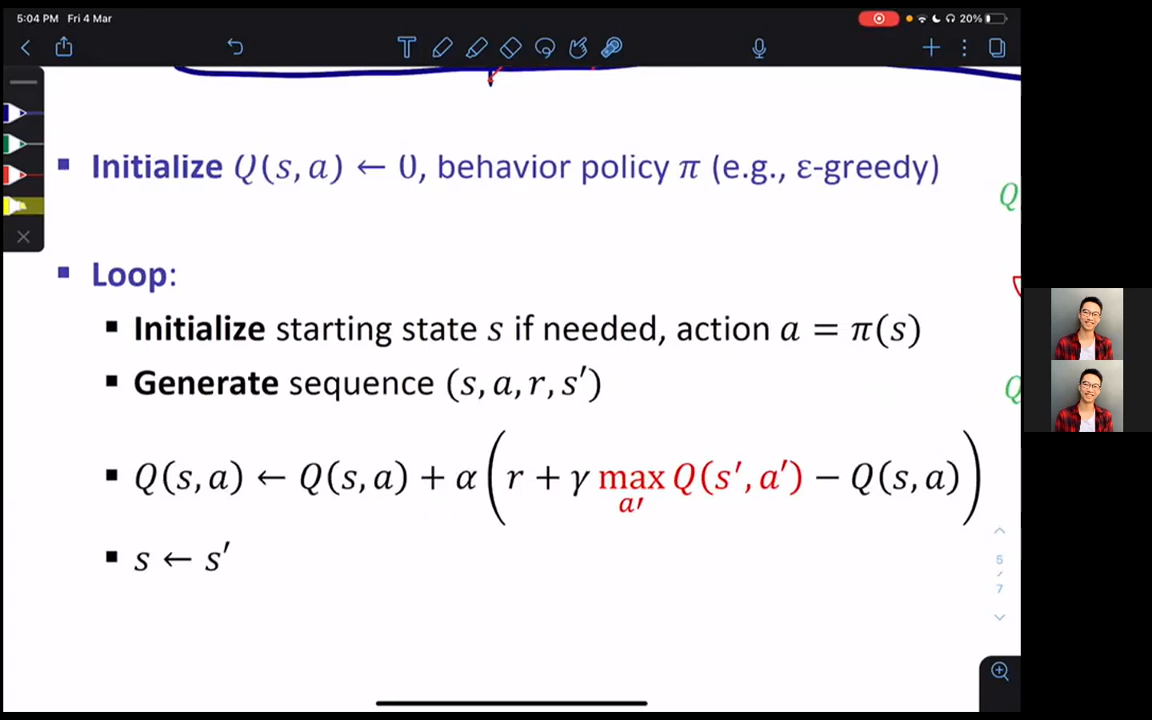 5:04 PM Fri 4 Mar
20%
Initialize Q(s, a) ← 0, behavior policy π (e.g., ε-greedy)
Q
Loop:
Initialize starting state s if needed, action a = π(s)
Generate sequence (s, a, r, s′)
Q
Q(s, a) ← Q(s, a) + α(r + γ max Q(s′, a′) − Q(s, a))
a′
s ← s′
5
/
7